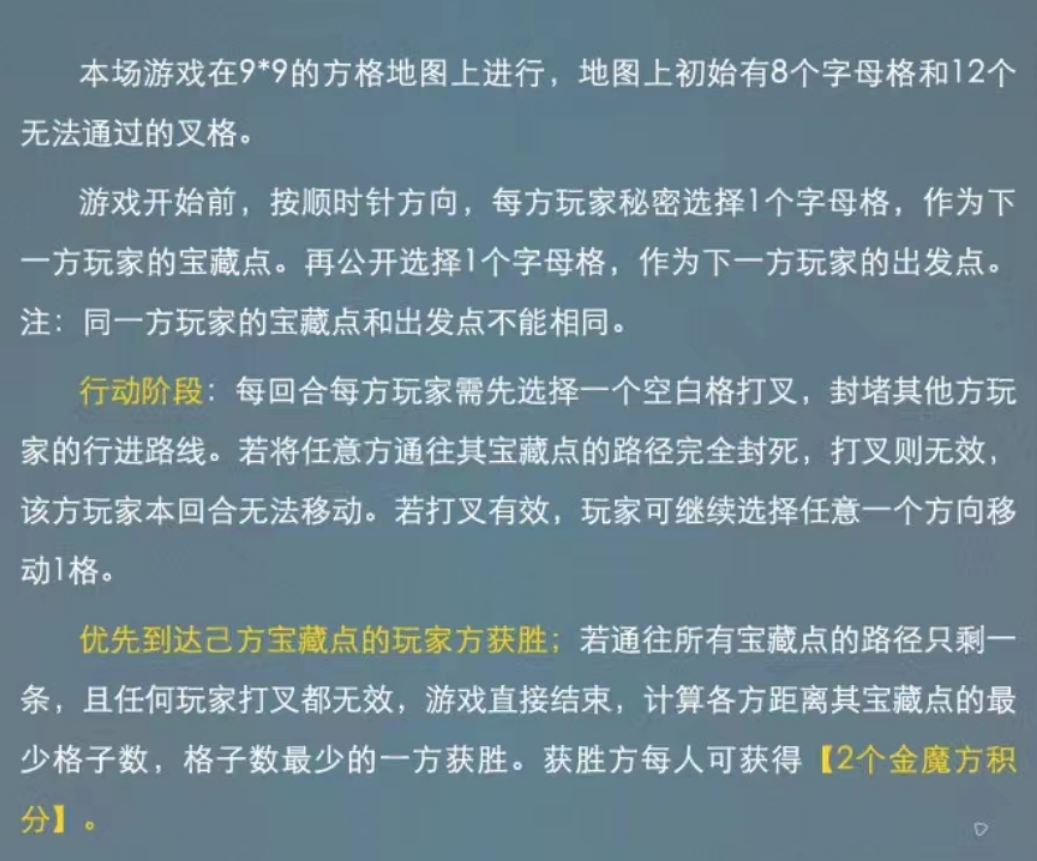 本场游戏在9*9的方格地图上进行，地图上初始有8个字母格和12个
无法通过的叉格。
游戏开始前，按顺时针方向，每方玩家秘密选择1个字母格，作为下
一方玩家的宝藏点。再公开选择1个字母格，作为下一方玩家的出发点。
注：同一方玩家的宝藏点和出发点不能相同。
行动阶段：每回合每方玩家需先选择一个空白格打叉，封堵其他方玩
家的行进路线。若将任意方通往其宝藏点的路径完全封死，打叉则无效，
该方玩家本回合无法移动。若打叉有效，玩家可继续选择任意一个方向移
动1格。
优先到达己方宝藏点的玩家方获胜；若通往所有宝藏点的路径只剩一
条，且任何玩家打叉都无效，游戏直接结束，计算各方距离其宝藏点的最
少格子数，格子数最少的一方获胜。获胜方每人可获得【2个金魔方积
分】。